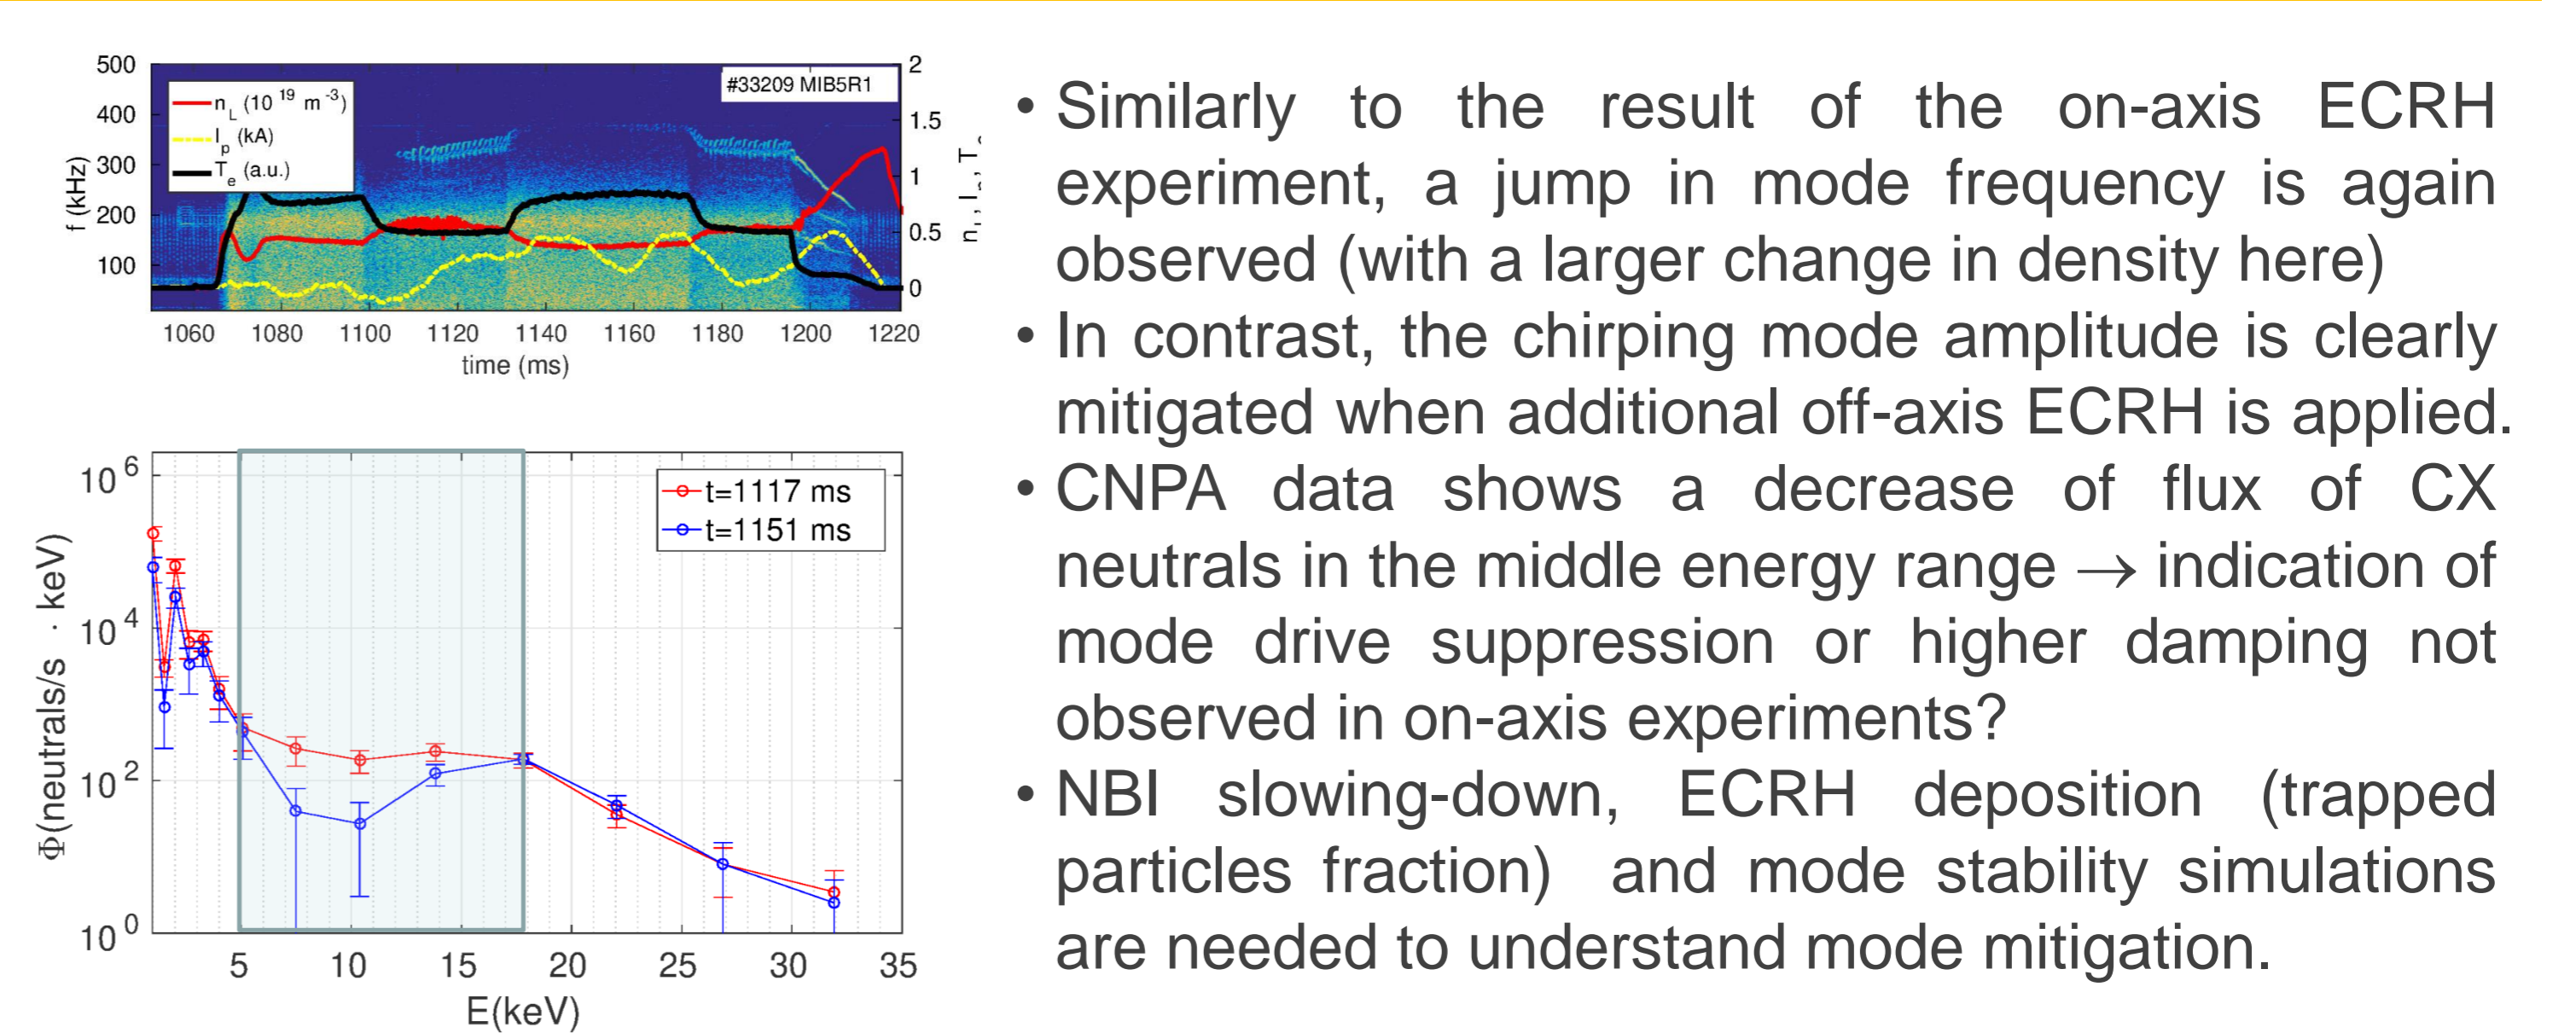 500
400
300
200
100
f (kHz)
n L (10 19 m -3)
I p (kA)
T e (a.u.)
#33209 MIB5R1
2
1.5
1
0.5
0
1060 1080 1100 1120 1140 1160 1180 1200 1220
time (ms)
10 6
10 4
10 2
10 0
Φ(neutrals/s · keV)
t=1117 ms
t=1151 ms
5 10 15 20 25 30 35
E(keV)
• Similarly to the result of the on-axis ECRH
experiment, a jump in mode frequency is again
observed (with a larger change in density here)
• In contrast, the chirping mode amplitude is clearly
mitigated when additional off-axis ECRH is applied.
• CNPA data shows a decrease of flux of CX
neutrals in the middle energy range → indication of
mode drive suppression or higher damping not
observed in on-axis experiments?
• NBI slowing-down, ECRH deposition (trapped
particles fraction) and mode stability simulations
are needed to understand mode mitigation.